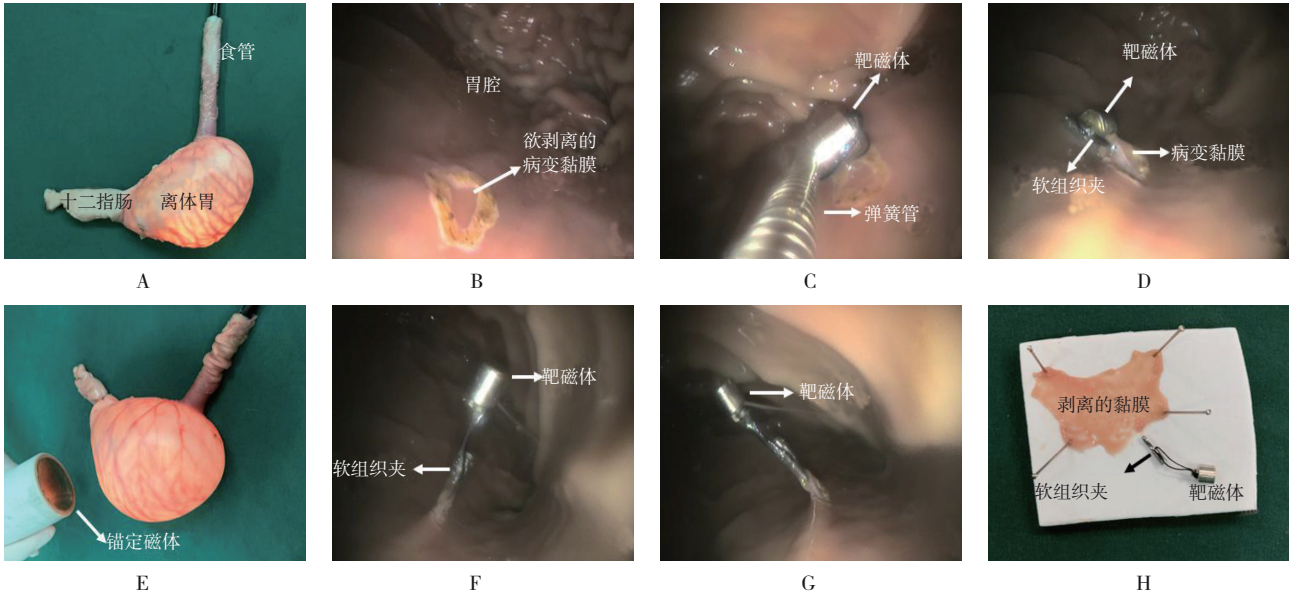 食管
十二指肠
离体胃
A
胃腔
欲剥离的
病变黏膜
B
靶磁体
弹簧管
C
靶磁体
病变黏膜
软组织夹
D
锚定磁体
E
靶磁体
软组织夹
F
靶磁体
G
剥离的黏膜
软组织夹
靶磁体
H